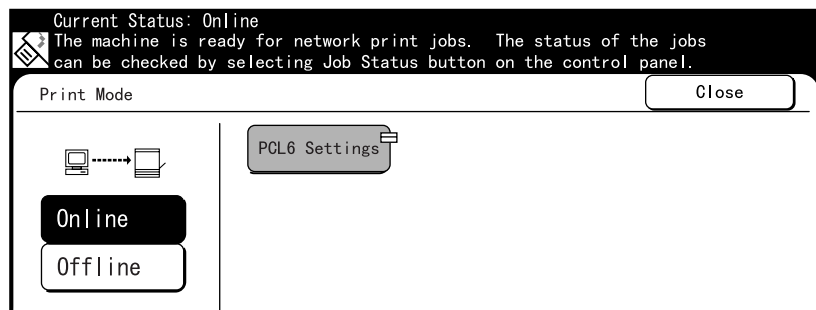 Current Status: Online
The machine is ready for network print jobs. The status of the jobs
can be checked by selecting Job Status button on the control panel.
Print Mode
Close
PCL6 Settings
Online
Offline